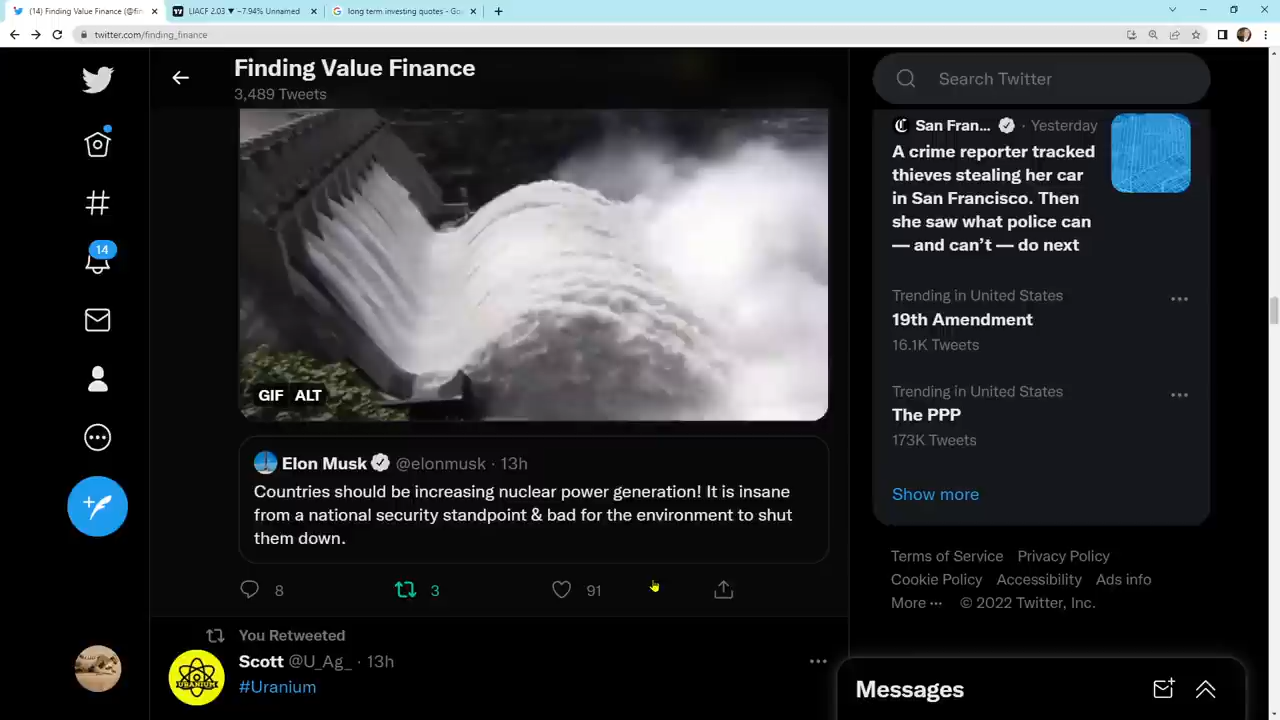 (14) Finding Value Finance (@fin
LIACF 2.03 ▼ −7.94% Unnamed
long term investing quotes - Go
twitter.com/finding_finance
Finding Value Finance
3,489 Tweets
Search Twitter
San Fran... · Yesterday
A crime reporter tracked
thieves stealing her car
in San Francisco. Then
she saw what police can
— and can’t — do next
14
Trending in United States
19th Amendment
16.1K Tweets
Trending in United States
The PPP
173K Tweets
Show more
GIF ALT
Elon Musk @elonmusk · 13h
Countries should be increasing nuclear power generation! It is insane
from a national security standpoint & bad for the environment to shut
them down.
8 3 91
Terms of Service Privacy Policy
Cookie Policy Accessibility Ads info
More ··· © 2022 Twitter, Inc.
You Retweeted
Scott @U_Ag_ · 13h
URANIUM
#Uranium
Messages